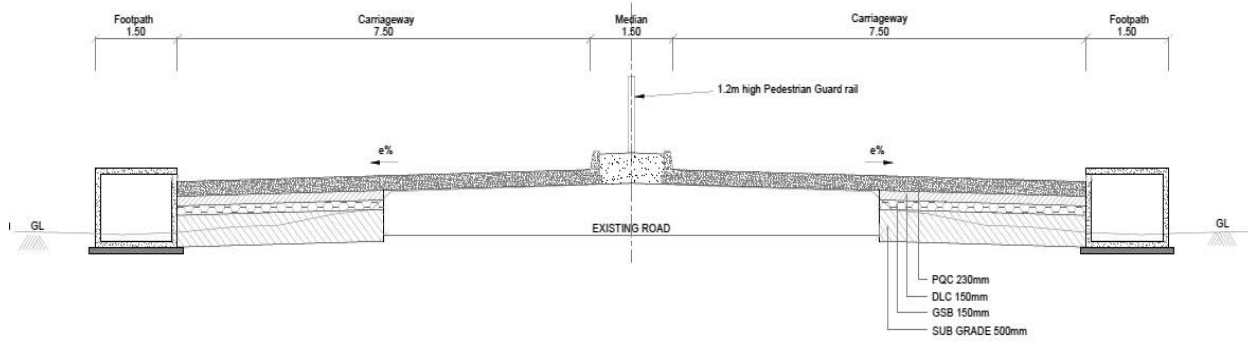 Footpath
1.50
Carriageway
7.50
Median
1.50
Carriageway
7.50
Footpath
1.50
1.2m high Pedestrian Guard rail
e%
e%
GL
GL
EXISTING ROAD
PQC 230mm
DLC 150mm
GSB 150mm
SUB GRADE 500mm